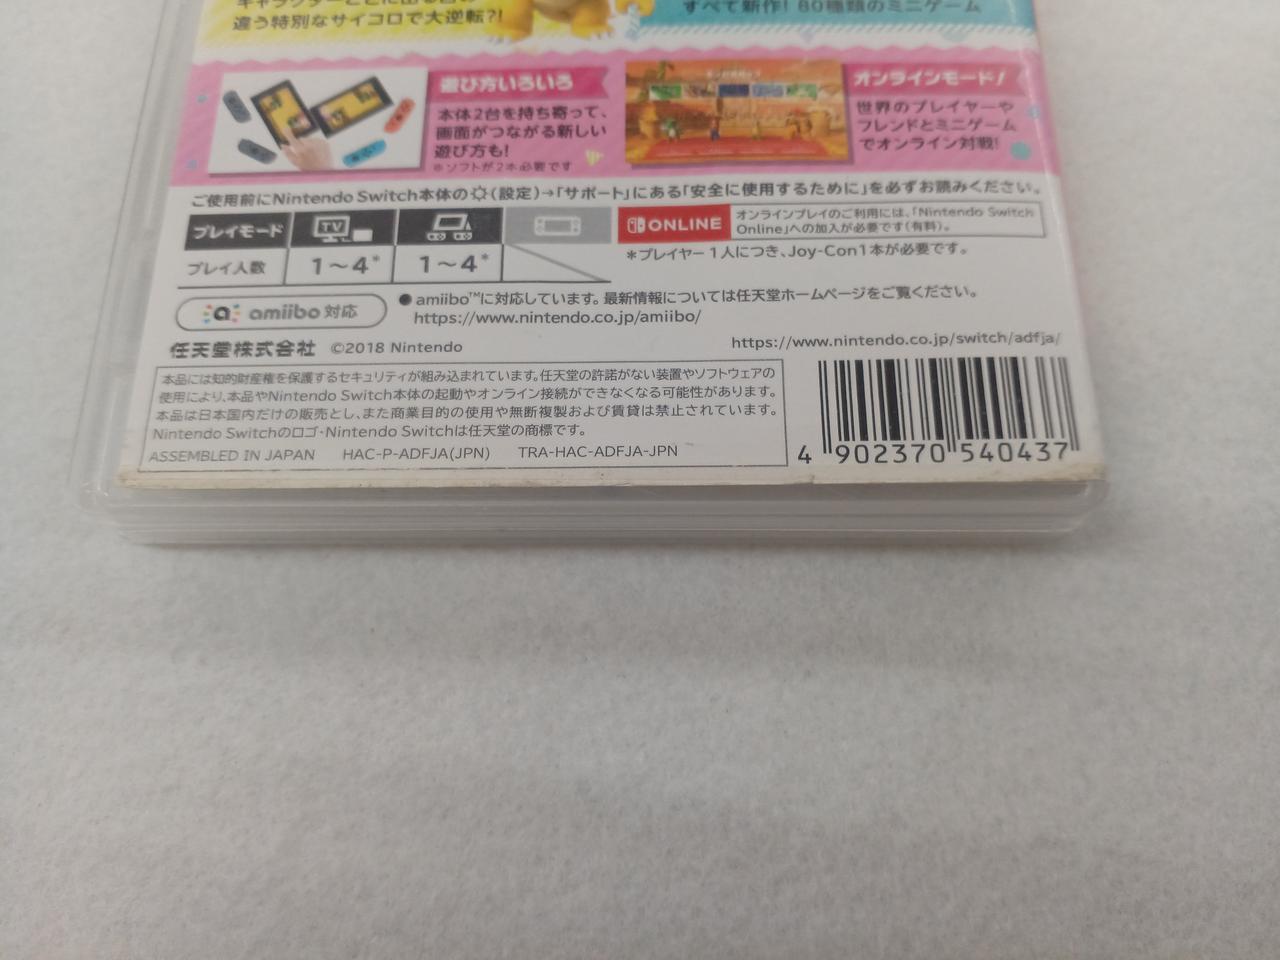 キャラクターごとに出る目の
違う特別なサイコロで大逆転?!
すべて新作! 80種類のミニゲーム
遊び方いろいろ
本体2台を持ち寄って、
画面がつながる新しい
遊び方も!
※ソフトが2本必要です
オンラインモード!
世界のプレイヤーや
フレンドとミニゲーム
でオンライン対戦!
ご使用前にNintendo Switch本体の(設定)→「サポート」にある「安全に使用するために」を必ずお読みください。
プレイモード
TV
プレイ人数
1~4*
1~4*
ONLINE
オンラインプレイのご利用には、「Nintendo Switch
Online」への加入が必要です(有料)。
*プレイヤー1人につき、Joy-Con1本が必要です。
amiibo 対応
●amiibo™に対応しています。最新情報については任天堂ホームページをご覧ください。
https://www.nintendo.co.jp/amiibo/
任天堂株式会社 ©2018 Nintendo
https://www.nintendo.co.jp/switch/adfja/
本品には知的財産権を保護するセキュリティが組み込まれています。任天堂の許諾がない装置やソフトウェアの
使用により、本品やNintendo Switch本体の起動やオンライン接続ができなくなる可能性があります。
本品は日本国内だけの販売とし、また商業目的の使用や無断複製および賃貸は禁止されています。
Nintendo Switchのロゴ・Nintendo Switchは任天堂の商標です。
ASSEMBLED IN JAPAN HAC-P-ADFJA(JPN) TRA-HAC-ADFJA-JPN
4 902370 540437